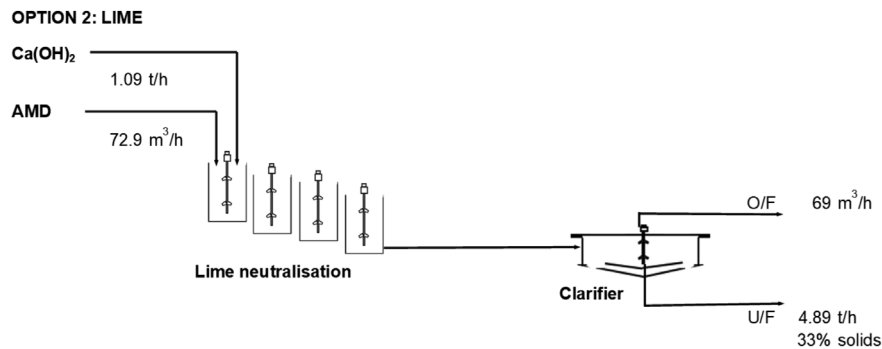 OPTION 2: LIME
Ca(OH)₂
1.09 t/h
AMD
72.9 m³/h
O/F 69 m³/h
Lime neutralisation
Clarifier
U/F 4.89 t/h
33% solids